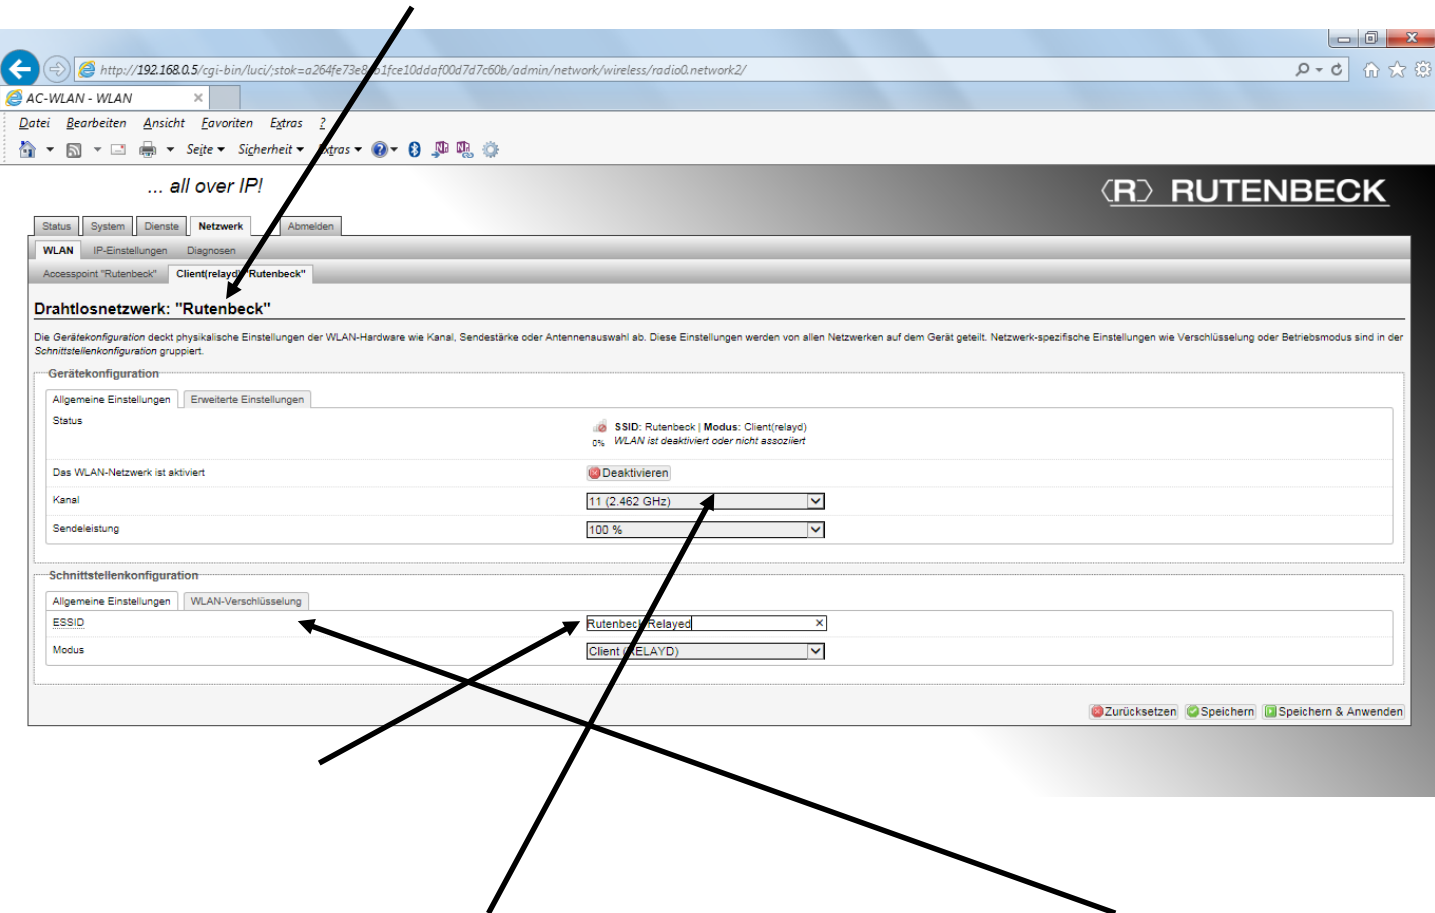 http://192.168.0.5/cgi-bin/luci/;stok=a264fe73e8 b1fce10ddaf00d7d7c60b/admin/network/wireless/radio0.network2/
AC-WLAN - WLAN
Datei Bearbeiten Ansicht Favoriten Extras ?
Seite Sicherheit Extras
... all over IP!
⟨R⟩ RUTENBECK
Status System Dienste Netzwerk Abmelden
WLAN IP-Einstellungen Diagnosen
Accesspoint "Rutenbeck" Client(relayd) "Rutenbeck"
Drahtlosnetzwerk: "Rutenbeck"
Die Gerätekonfiguration deckt physikalische Einstellungen der WLAN-Hardware wie Kanal, Sendestärke oder Antennenauswahl ab. Diese Einstellungen werden von allen Netzwerken auf dem Gerät geteilt. Netzwerk-spezifische Einstellungen wie Verschlüsselung oder Betriebsmodus sind in der
Schnittstellenkonfiguration gruppiert.
Gerätekonfiguration
Allgemeine Einstellungen Erweiterte Einstellungen
Status
SSID: Rutenbeck | Modus: Client(relayd)
0% WLAN ist deaktiviert oder nicht assoziiert
Das WLAN-Netzwerk ist aktiviert Deaktivieren
Kanal 11 (2.462 GHz)
Sendeleistung 100 %
Schnittstellenkonfiguration
Allgemeine Einstellungen WLAN-Verschlüsselung
ESSID Rutenbeck Relayed
Modus Client (RELAYD)
Zurücksetzen Speichern Speichern & Anwenden